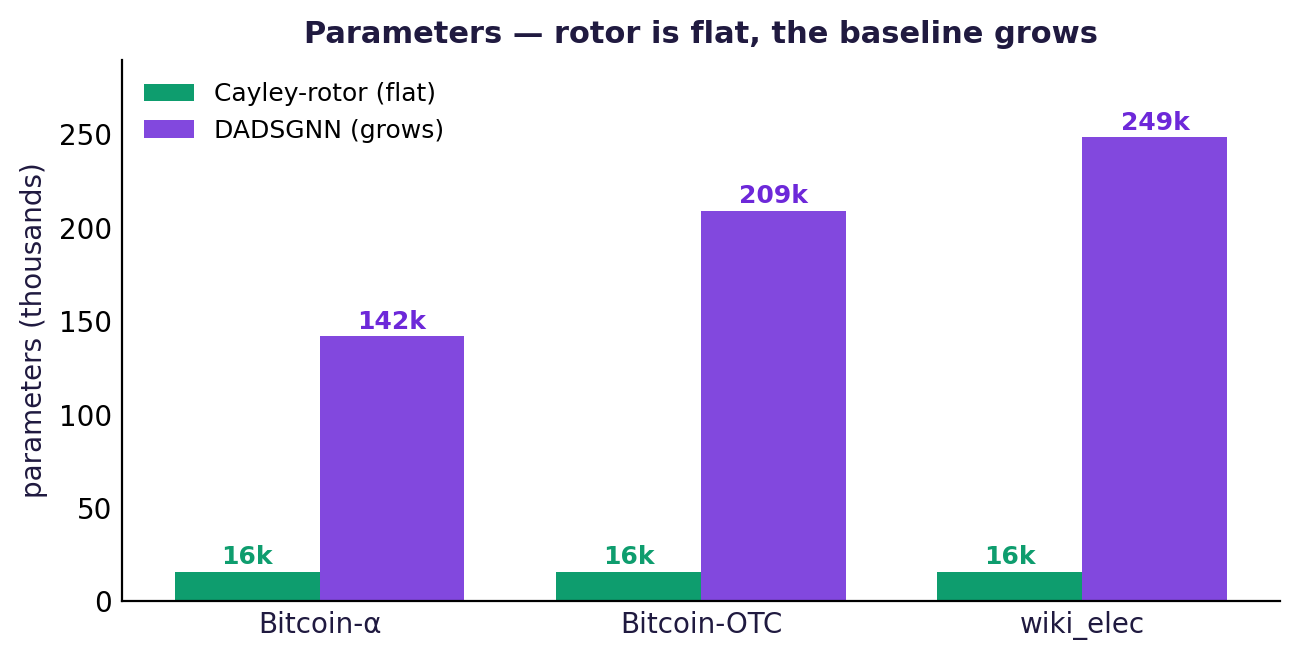 Parameters — rotor is flat, the baseline grows
Cayley-rotor (flat)
DADSGNN (grows)
parameters (thousands)
250
200
150
100
50
0
16k
142k
16k
209k
16k
249k
Bitcoin-α
Bitcoin-OTC
wiki_elec